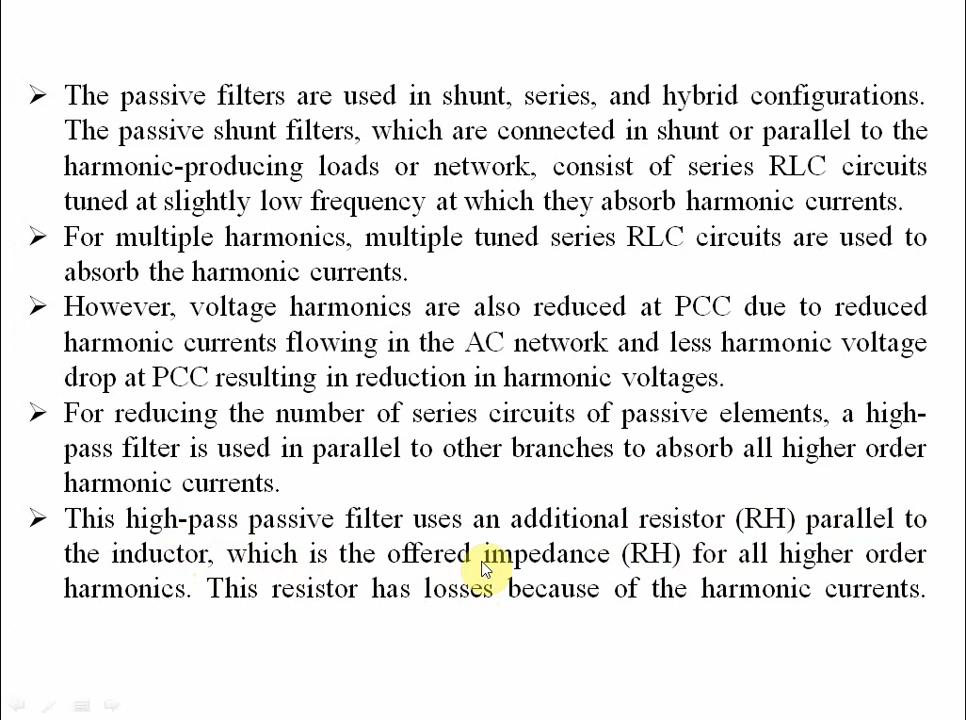 ➢ The passive filters are used in shunt, series, and hybrid configurations.
The passive shunt filters, which are connected in shunt or parallel to the
harmonic-producing loads or network, consist of series RLC circuits
tuned at slightly low frequency at which they absorb harmonic currents.
➢ For multiple harmonics, multiple tuned series RLC circuits are used to
absorb the harmonic currents.
➢ However, voltage harmonics are also reduced at PCC due to reduced
harmonic currents flowing in the AC network and less harmonic voltage
drop at PCC resulting in reduction in harmonic voltages.
➢ For reducing the number of series circuits of passive elements, a high-
pass filter is used in parallel to other branches to absorb all higher order
harmonic currents.
➢ This high-pass passive filter uses an additional resistor (RH) parallel to
the inductor, which is the offered impedance (RH) for all higher order
harmonics. This resistor has losses because of the harmonic currents.